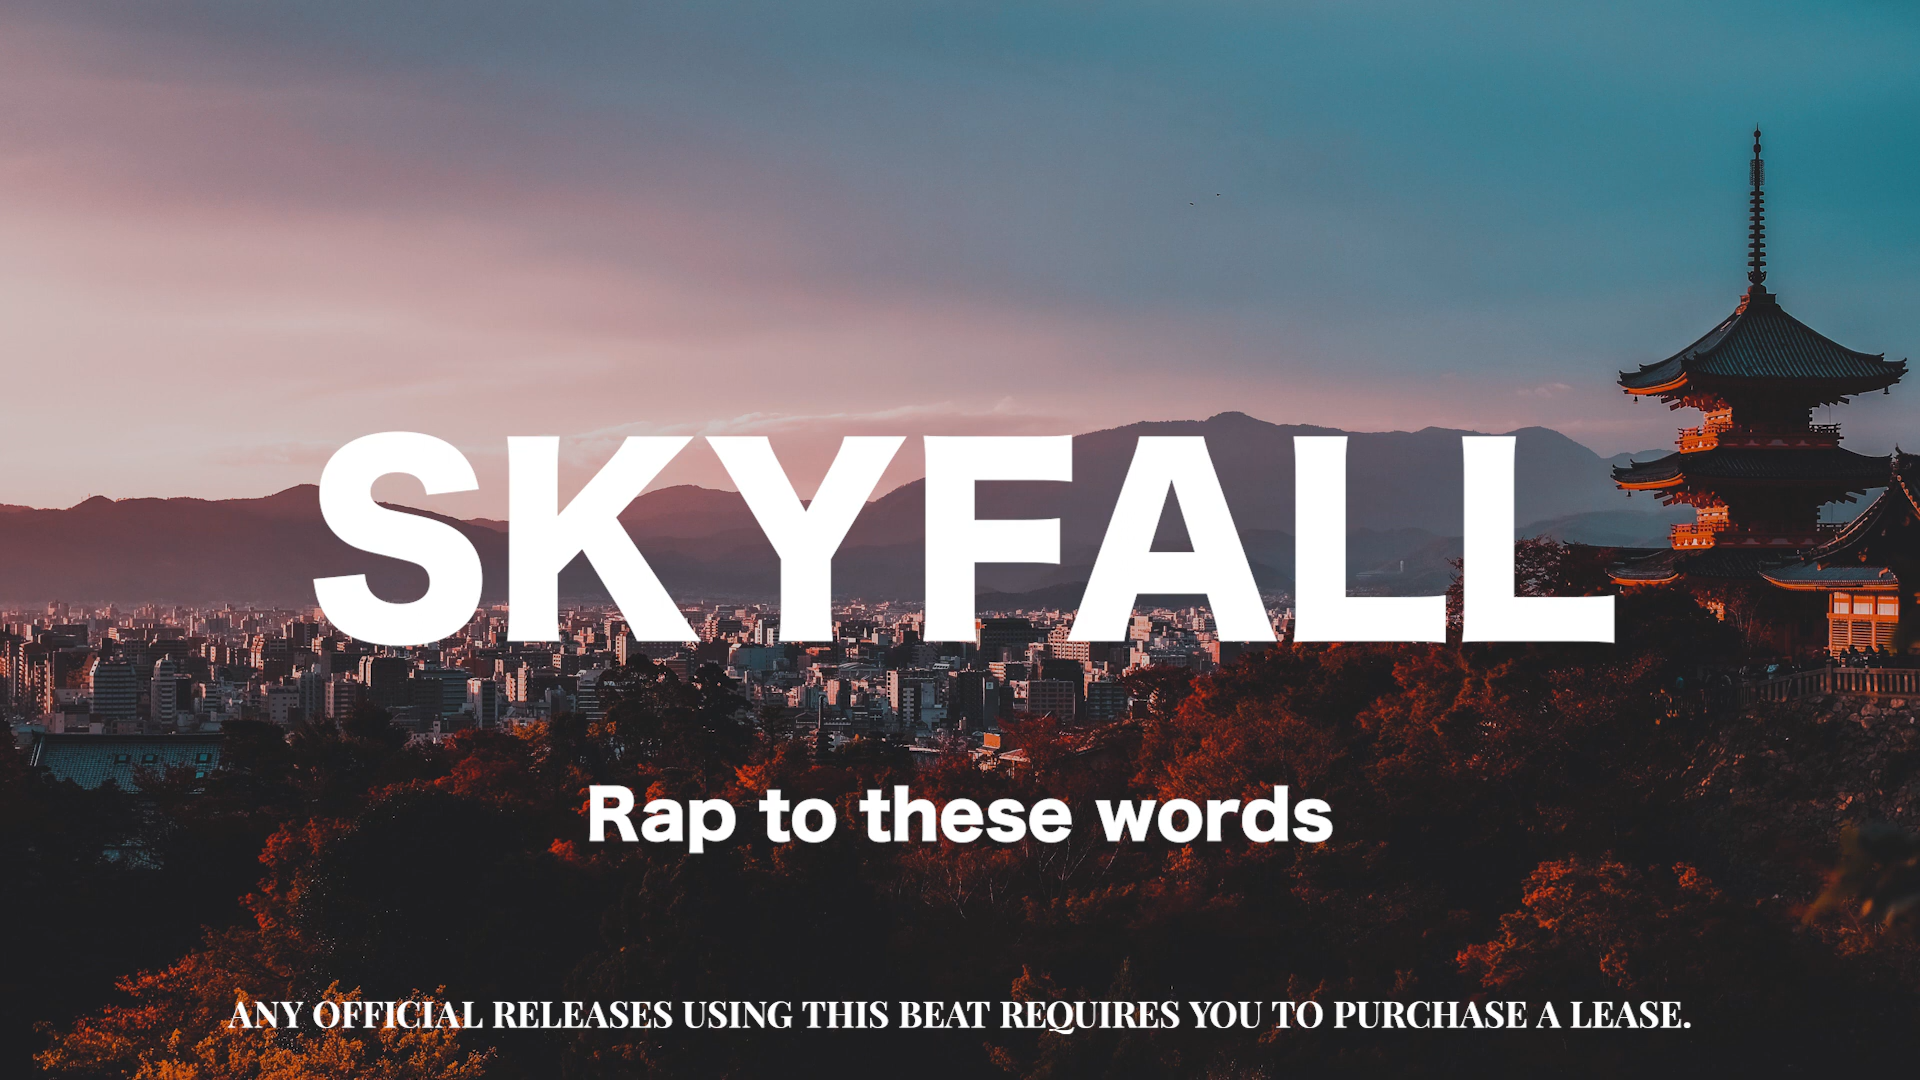 SKYFALL
Rap to these words
ANY OFFICIAL RELEASES USING THIS BEAT REQUIRES YOU TO PURCHASE A LEASE.